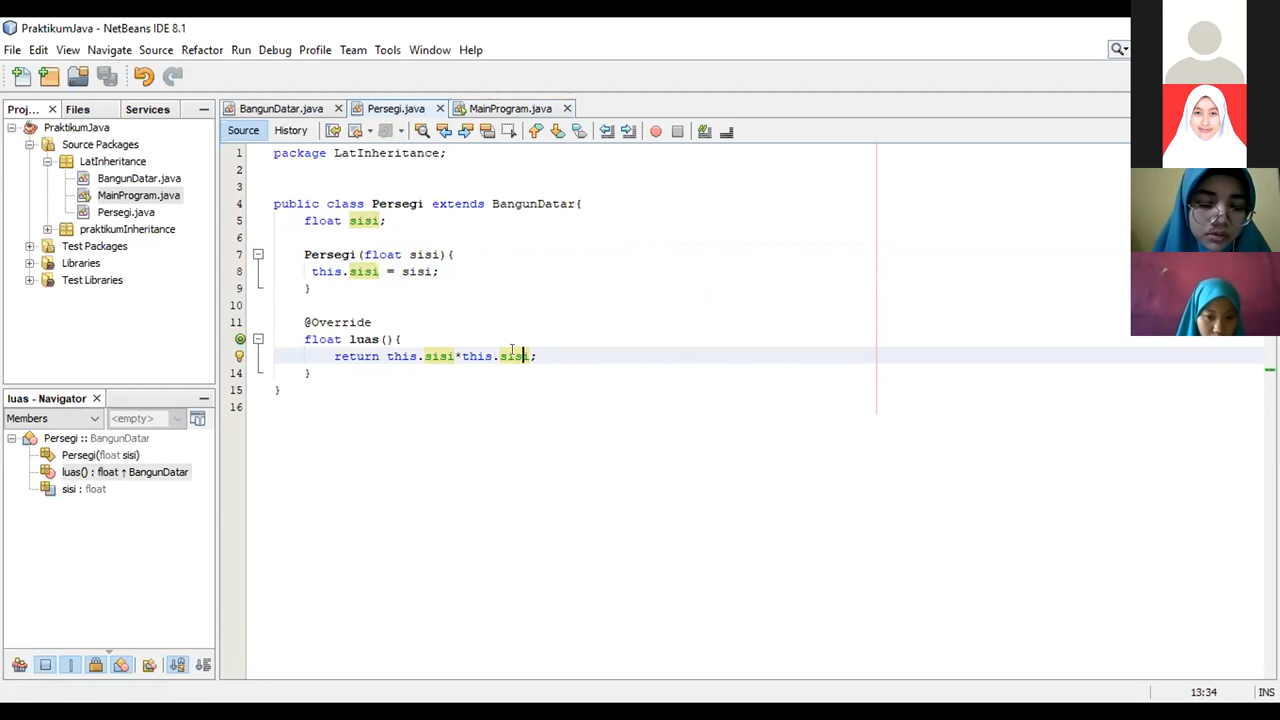 PraktikumJava - NetBeans IDE 8.1
File Edit View Navigate Source Refactor Run Debug Profile Team Tools Window Help
Proj... Files Services
PraktikumJava
Source Packages
LatInheritance
BangunDatar.java
MainProgram.java
Persegi.java
praktikumInheritance
Test Packages
Libraries
Test Libraries
BangunDatar.java Persegi.java MainProgram.java
Source History
1 package LatInheritance;
2
3
4 public class Persegi extends BangunDatar{
5 float sisi;
6
7 Persegi(float sisi){
8 this.sisi = sisi;
9 }
10
11 @Override
float luas(){
return this.sisi*this.sisi;
14 }
15 }
16
luas - Navigator
Members <empty>
Persegi :: BangunDatar
Persegi(float sisi)
luas() : float ↑ BangunDatar
sisi : float
13:34 INS